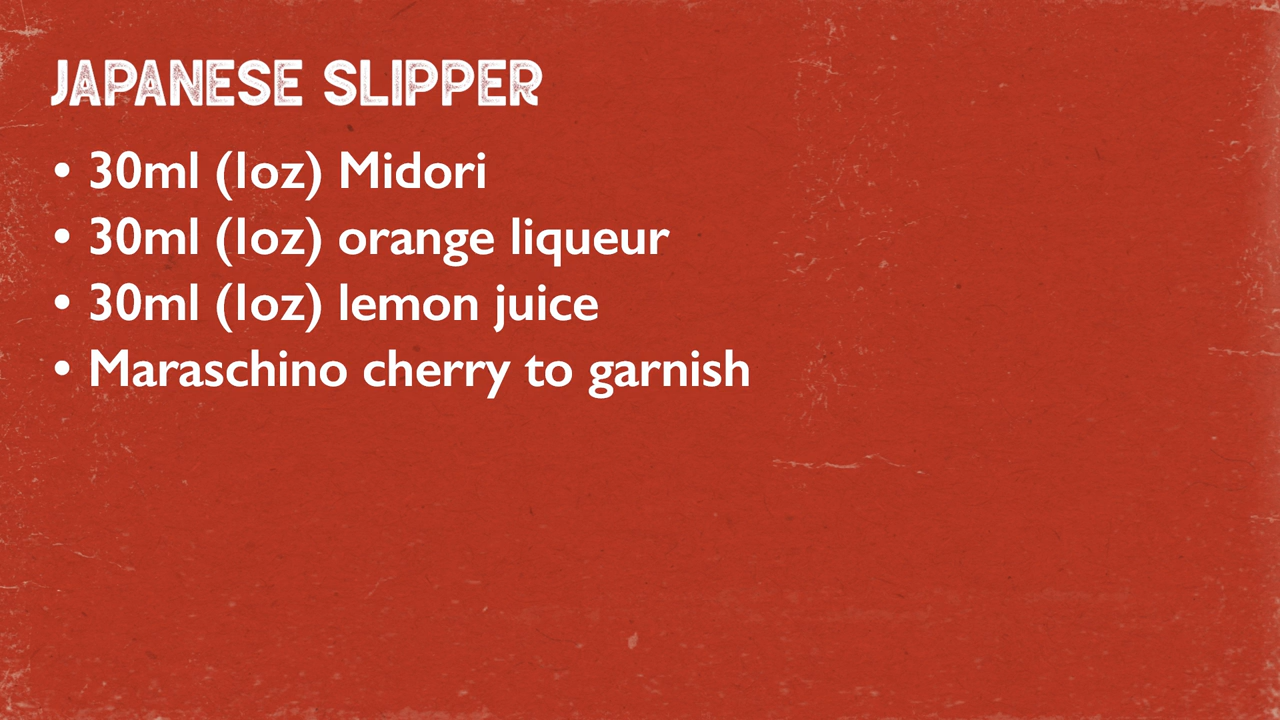 JAPANESE SLIPPER
• 30ml (1oz) Midori
• 30ml (1oz) orange liqueur
• 30ml (1oz) lemon juice
• Maraschino cherry to garnish